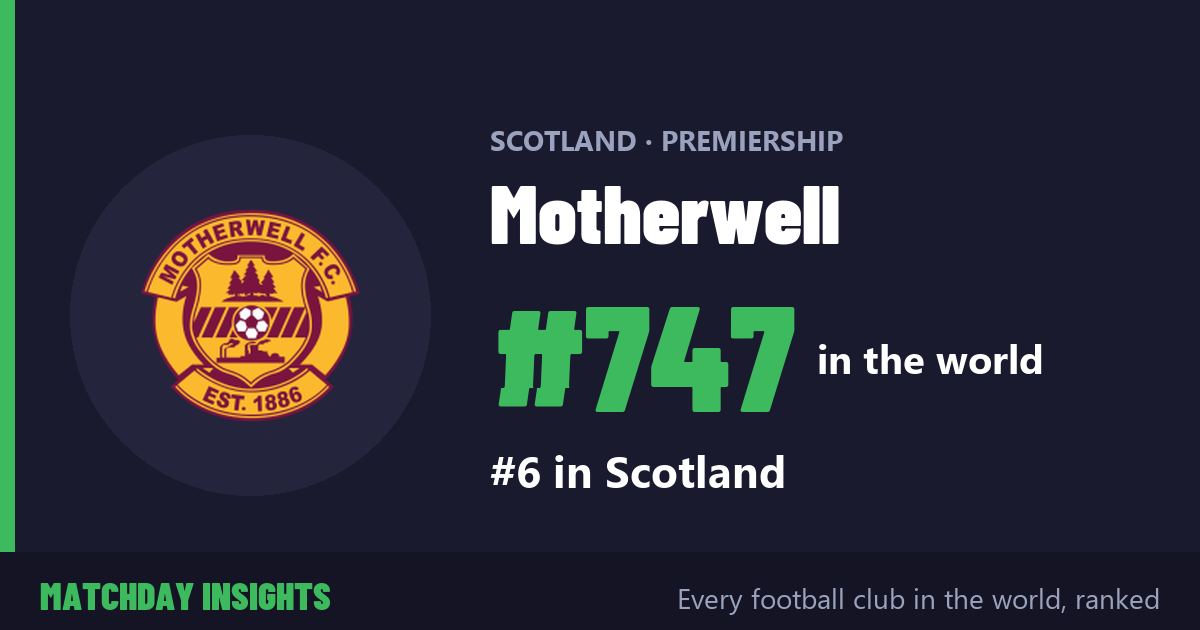 SCOTLAND · PREMIERSHIP
Motherwell
MOTHERWELL F.C.
EST. 1886
#747 in the world
#6 in Scotland
MATCHDAY INSIGHTS
Every football club in the world, ranked